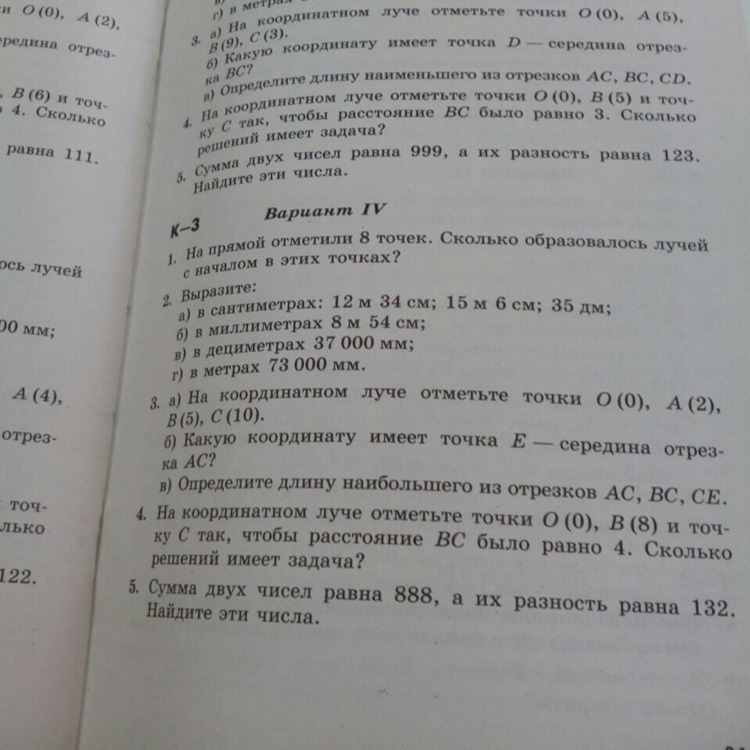 и O (0), A (2),
ередина отрез-
B (6) и точ-
4. Сколько
равна 111.
ось лучей
00 мм;
A (4),
отрез-
точ-
лько
122.
г) в метрах
3. а) На координатном луче отметьте точки O (0), A (5),
B (9), C (3).
б) Какую координату имеет точка D — середина отрез-
ка BC?
в) Определите длину наименьшего из отрезков AC, BC, CD.
4. На координатном луче отметьте точки O (0), B (5) и точ-
ку C так, чтобы расстояние BC было равно 3. Сколько
решений имеет задача?
5. Сумма двух чисел равна 999, а их разность равна 123.
Найдите эти числа.
К–3 Вариант IV
1. На прямой отметили 8 точек. Сколько образовалось лучей
с началом в этих точках?
2. Выразите:
а) в сантиметрах: 12 м 34 см; 15 м 6 см; 35 дм;
б) в миллиметрах 8 м 54 см;
в) в дециметрах 37 000 мм;
г) в метрах 73 000 мм.
3. а) На координатном луче отметьте точки O (0), A (2),
B (5), C (10).
б) Какую координату имеет точка E — середина отрез-
ка AC?
в) Определите длину наибольшего из отрезков AC, BC, CE.
4. На координатном луче отметьте точки O (0), B (8) и точ-
ку C так, чтобы расстояние BC было равно 4. Сколько
решений имеет задача?
5. Сумма двух чисел равна 888, а их разность равна 132.
Найдите эти числа.